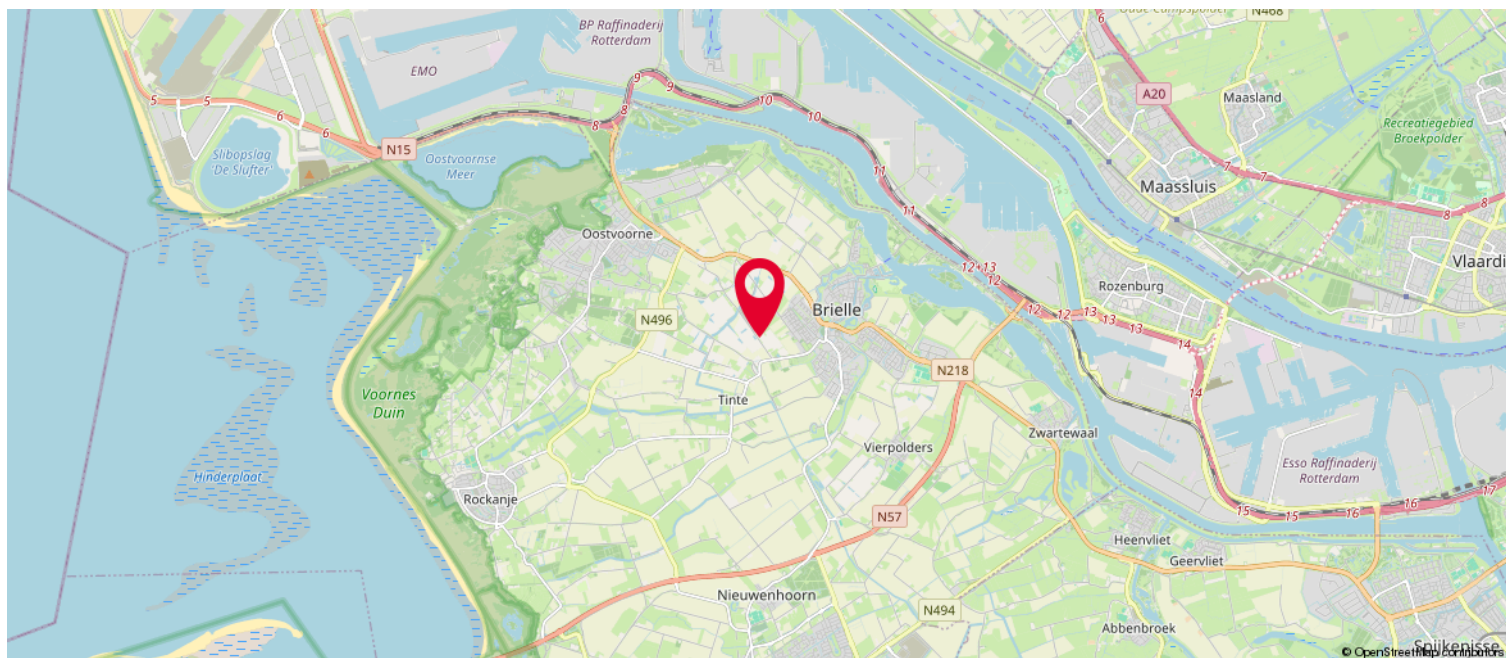 BP Raffinaderij
Rotterdam
N468
EMO
A20
Maasland
Recreatiegebied
Broekpolder
Slibopslag
De Slufter
N15
Oostvoornse
Meer
Maassluis
Oostvoorne
Vlaardi
Rozenburg
N496
Brielle
Voornes
Duin
N218
Tinte
Zwartewaal
Vierpolders
Hinderplaat
Rockanje
Esso Raffinaderij
Rotterdam
N57
Heenvliet
Geervliet
Nieuwenhoorn
N494
Abbenbroek
Spijkenisse
© OpenStreetMap contributors
5
5
6
6
8
8
9
9
10
10
11
11
12+13
12
12
12
13
13
13
14
14
15
15
16
16
17
6
7
7
8
8